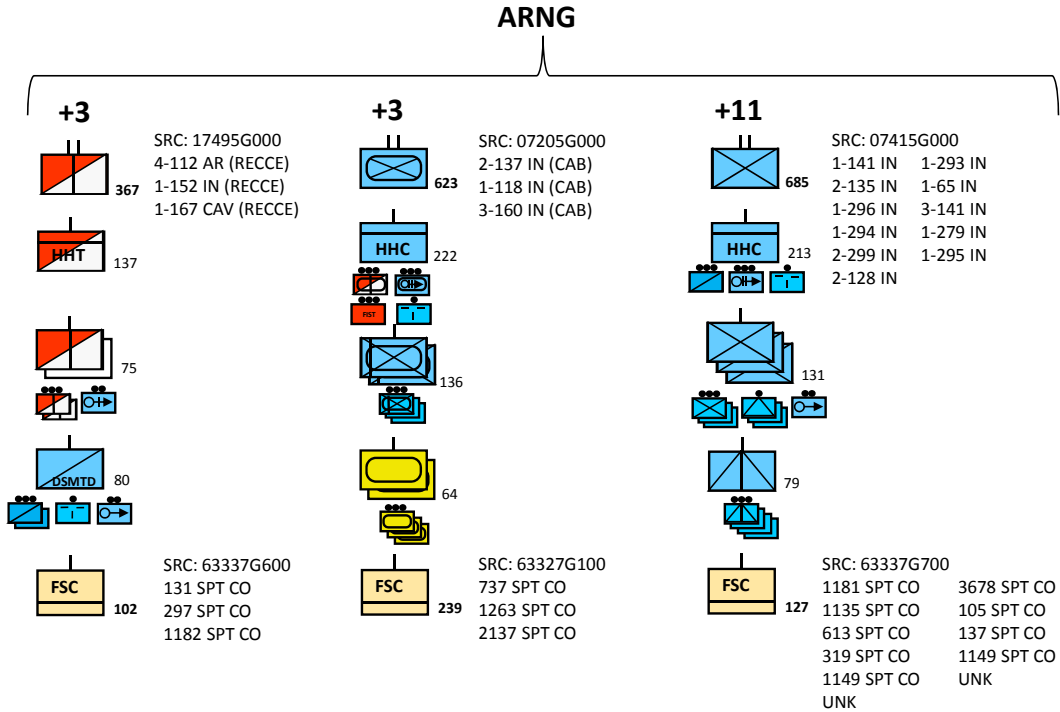 ARNG
+3
SRC: 17495G000
4-112 AR (RECCE)
1-152 IN (RECCE)
1-167 CAV (RECCE)
367
HHT
137
75
DSMTD
80
SRC: 63337G600
131 SPT CO
297 SPT CO
1182 SPT CO
FSC
102
+3
SRC: 07205G000
2-137 IN (CAB)
1-118 IN (CAB)
3-160 IN (CAB)
623
HHC
222
FIST
136
64
SRC: 63327G100
737 SPT CO
1263 SPT CO
2137 SPT CO
FSC
239
+11
SRC: 07415G000
1-141 IN 1-293 IN
2-135 IN 1-65 IN
1-296 IN 3-141 IN
1-294 IN 1-279 IN
2-299 IN 1-295 IN
2-128 IN
685
HHC
213
131
79
SRC: 63337G700
1181 SPT CO 3678 SPT CO
1135 SPT CO 105 SPT CO
613 SPT CO 137 SPT CO
319 SPT CO 1149 SPT CO
1149 SPT CO UNK
UNK
FSC
127